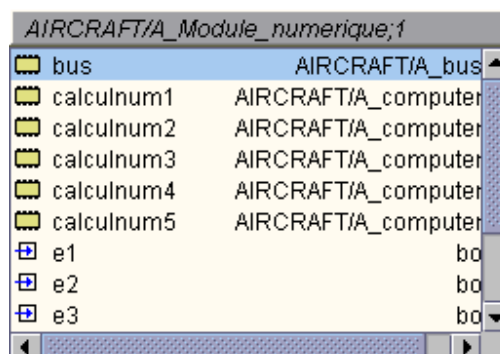 AIRCRAFT/A_Module_numerique;1
bus AIRCRAFT/A_bus
calculnum1 AIRCRAFT/A_computer
calculnum2 AIRCRAFT/A_computer
calculnum3 AIRCRAFT/A_computer
calculnum4 AIRCRAFT/A_computer
calculnum5 AIRCRAFT/A_computer
e1 bo
e2 bo
e3 bo